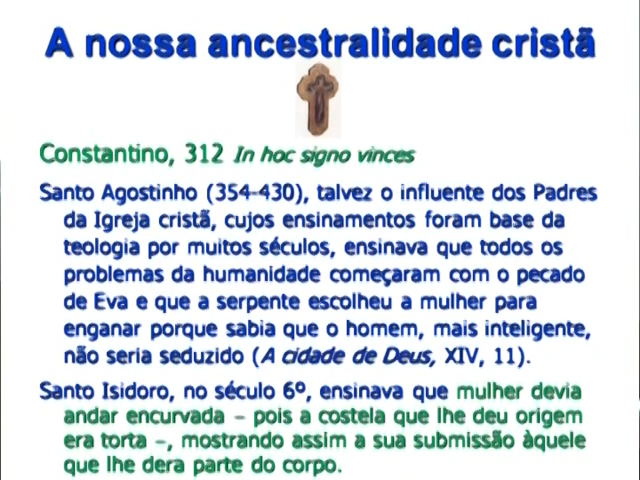 A nossa ancestralidade cristã
Constantino, 312 In hoc signo vinces
Santo Agostinho (354-430), talvez o influente dos Padres
da Igreja cristã, cujos ensinamentos foram base da
teologia por muitos séculos, ensinava que todos os
problemas da humanidade começaram com o pecado
de Eva e que a serpente escolheu a mulher para
enganar porque sabia que o homem, mais inteligente,
não seria seduzido (A cidade de Deus, XIV, 11).
Santo Isidoro, no século 6º, ensinava que mulher devia
andar encurvada – pois a costela que lhe deu origem
era torta –, mostrando assim a sua submissão àquele
que lhe dera parte do corpo.